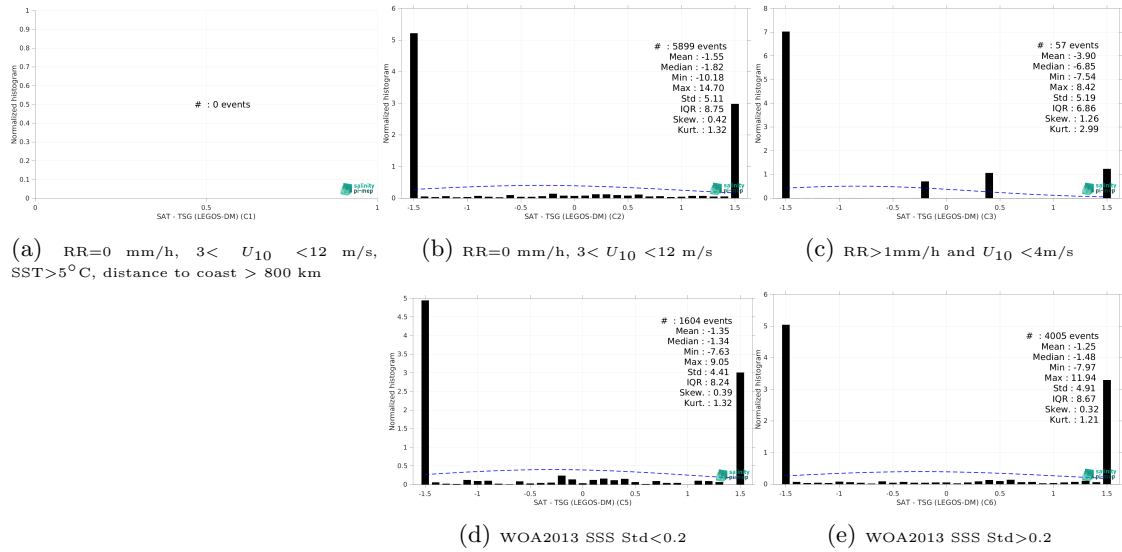 1
0.9
0.8
0.7
0.6
0.5
0.4
0.3
0.2
0.1
0
Normalized histogram
# : 0 events
salinity
pi-mep
0 0.5 1
SAT - TSG (LEGOS-DM) (C1)
(a) RR=0 mm/h, 3< U10 <12 m/s,
SST>5°C, distance to coast > 800 km
6
5
4
3
2
1
0
Normalized histogram
# : 5899 events
Mean : -1.55
Median : -1.82
Min : -10.18
Max : 14.70
Std : 5.11
IQR : 8.75
Skew. : 0.42
Kurt. : 1.32
salinity
pi-mep
-1.5 -1 -0.5 0 0.5 1 1.5
SAT - TSG (LEGOS-DM) (C2)
(b) RR=0 mm/h, 3< U10 <12 m/s
8
7
6
5
4
3
2
1
0
Normalized histogram
# : 57 events
Mean : -3.90
Median : -6.85
Min : -7.54
Max : 8.42
Std : 5.19
IQR : 6.86
Skew. : 1.26
Kurt. : 2.99
salinity
pi-mep
-1.5 -1 -0.5 0 0.5 1 1.5
SAT - TSG (LEGOS-DM) (C3)
(c) RR>1mm/h and U10 <4m/s
5
4.5
4
3.5
3
2.5
2
1.5
1
0.5
0
Normalized histogram
# : 1604 events
Mean : -1.35
Median : -1.34
Min : -7.63
Max : 9.05
Std : 4.41
IQR : 8.24
Skew. : 0.39
Kurt. : 1.32
salinity
pi-mep
-1.5 -1 -0.5 0 0.5 1 1.5
SAT - TSG (LEGOS-DM) (C5)
(d) WOA2013 SSS Std<0.2
6
5
4
3
2
1
0
Normalized histogram
# : 4005 events
Mean : -1.25
Median : -1.48
Min : -7.97
Max : 11.94
Std : 4.91
IQR : 8.67
Skew. : 0.32
Kurt. : 1.21
salinity
pi-mep
-1.5 -1 -0.5 0 0.5 1 1.5
SAT - TSG (LEGOS-DM) (C6)
(e) WOA2013 SSS Std>0.2